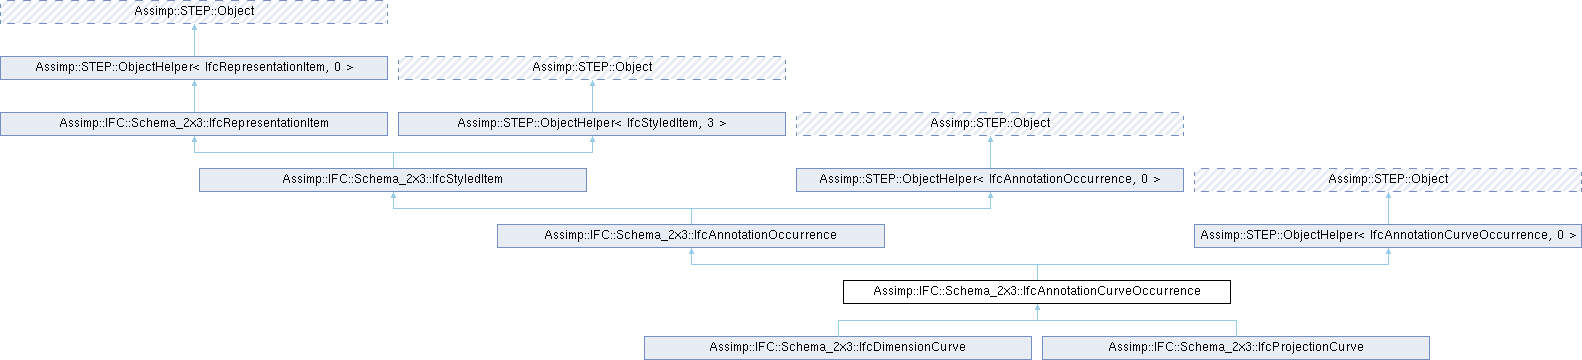 Assimp::STEP::Object
Assimp::STEP::ObjectHelper< IfcRepresentationItem, 0 >
Assimp::STEP::Object
Assimp::IFC::Schema_2x3::IfcRepresentationItem
Assimp::STEP::ObjectHelper< IfcStyledItem, 3 >
Assimp::STEP::Object
Assimp::IFC::Schema_2x3::IfcStyledItem
Assimp::STEP::ObjectHelper< IfcAnnotationOccurrence, 0 >
Assimp::STEP::Object
Assimp::IFC::Schema_2x3::IfcAnnotationOccurrence
Assimp::STEP::ObjectHelper< IfcAnnotationCurveOccurrence, 0 >
Assimp::IFC::Schema_2x3::IfcAnnotationCurveOccurrence
Assimp::IFC::Schema_2x3::IfcDimensionCurve
Assimp::IFC::Schema_2x3::IfcProjectionCurve